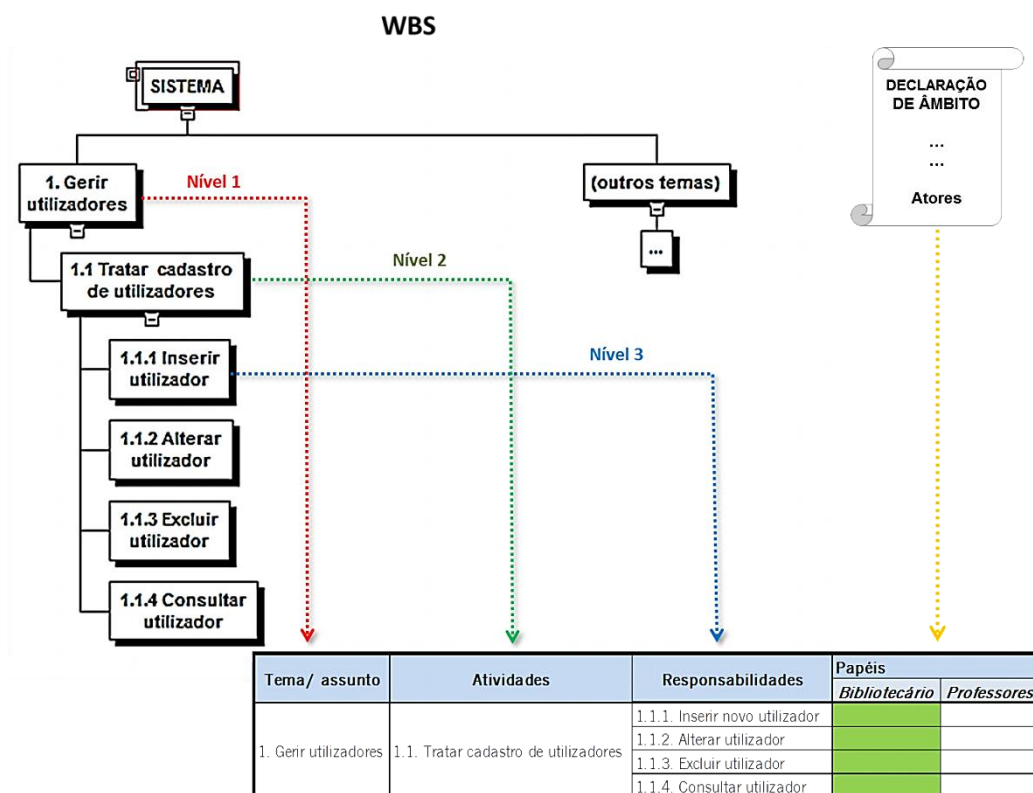 WBS
SISTEMA
1. Gerir
utilizadores
Nível 1
(outros temas)
...
DECLARAÇÃO
DE ÂMBITO
...
...
Atores
1.1 Tratar cadastro
de utilizadores
Nível 2
1.1.1 Inserir
utilizador
Nível 3
1.1.2 Alterar
utilizador
1.1.3 Excluir
utilizador
1.1.4 Consultar
utilizador
Tema/ assunto
Atividades
Responsabilidades
Papéis
Bibliotecário
Professores
1. Gerir utilizadores
1.1. Tratar cadastro de utilizadores
1.1.1. Inserir novo utilizador
1.1.2. Alterar utilizador
1.1.3. Excluir utilizador
1.1.4. Consultar utilizador